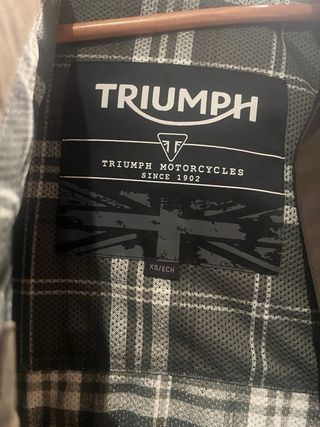 TRIUMPH
TRIUMPH MOTORCYCLES
SINCE 1902
XS/ECH